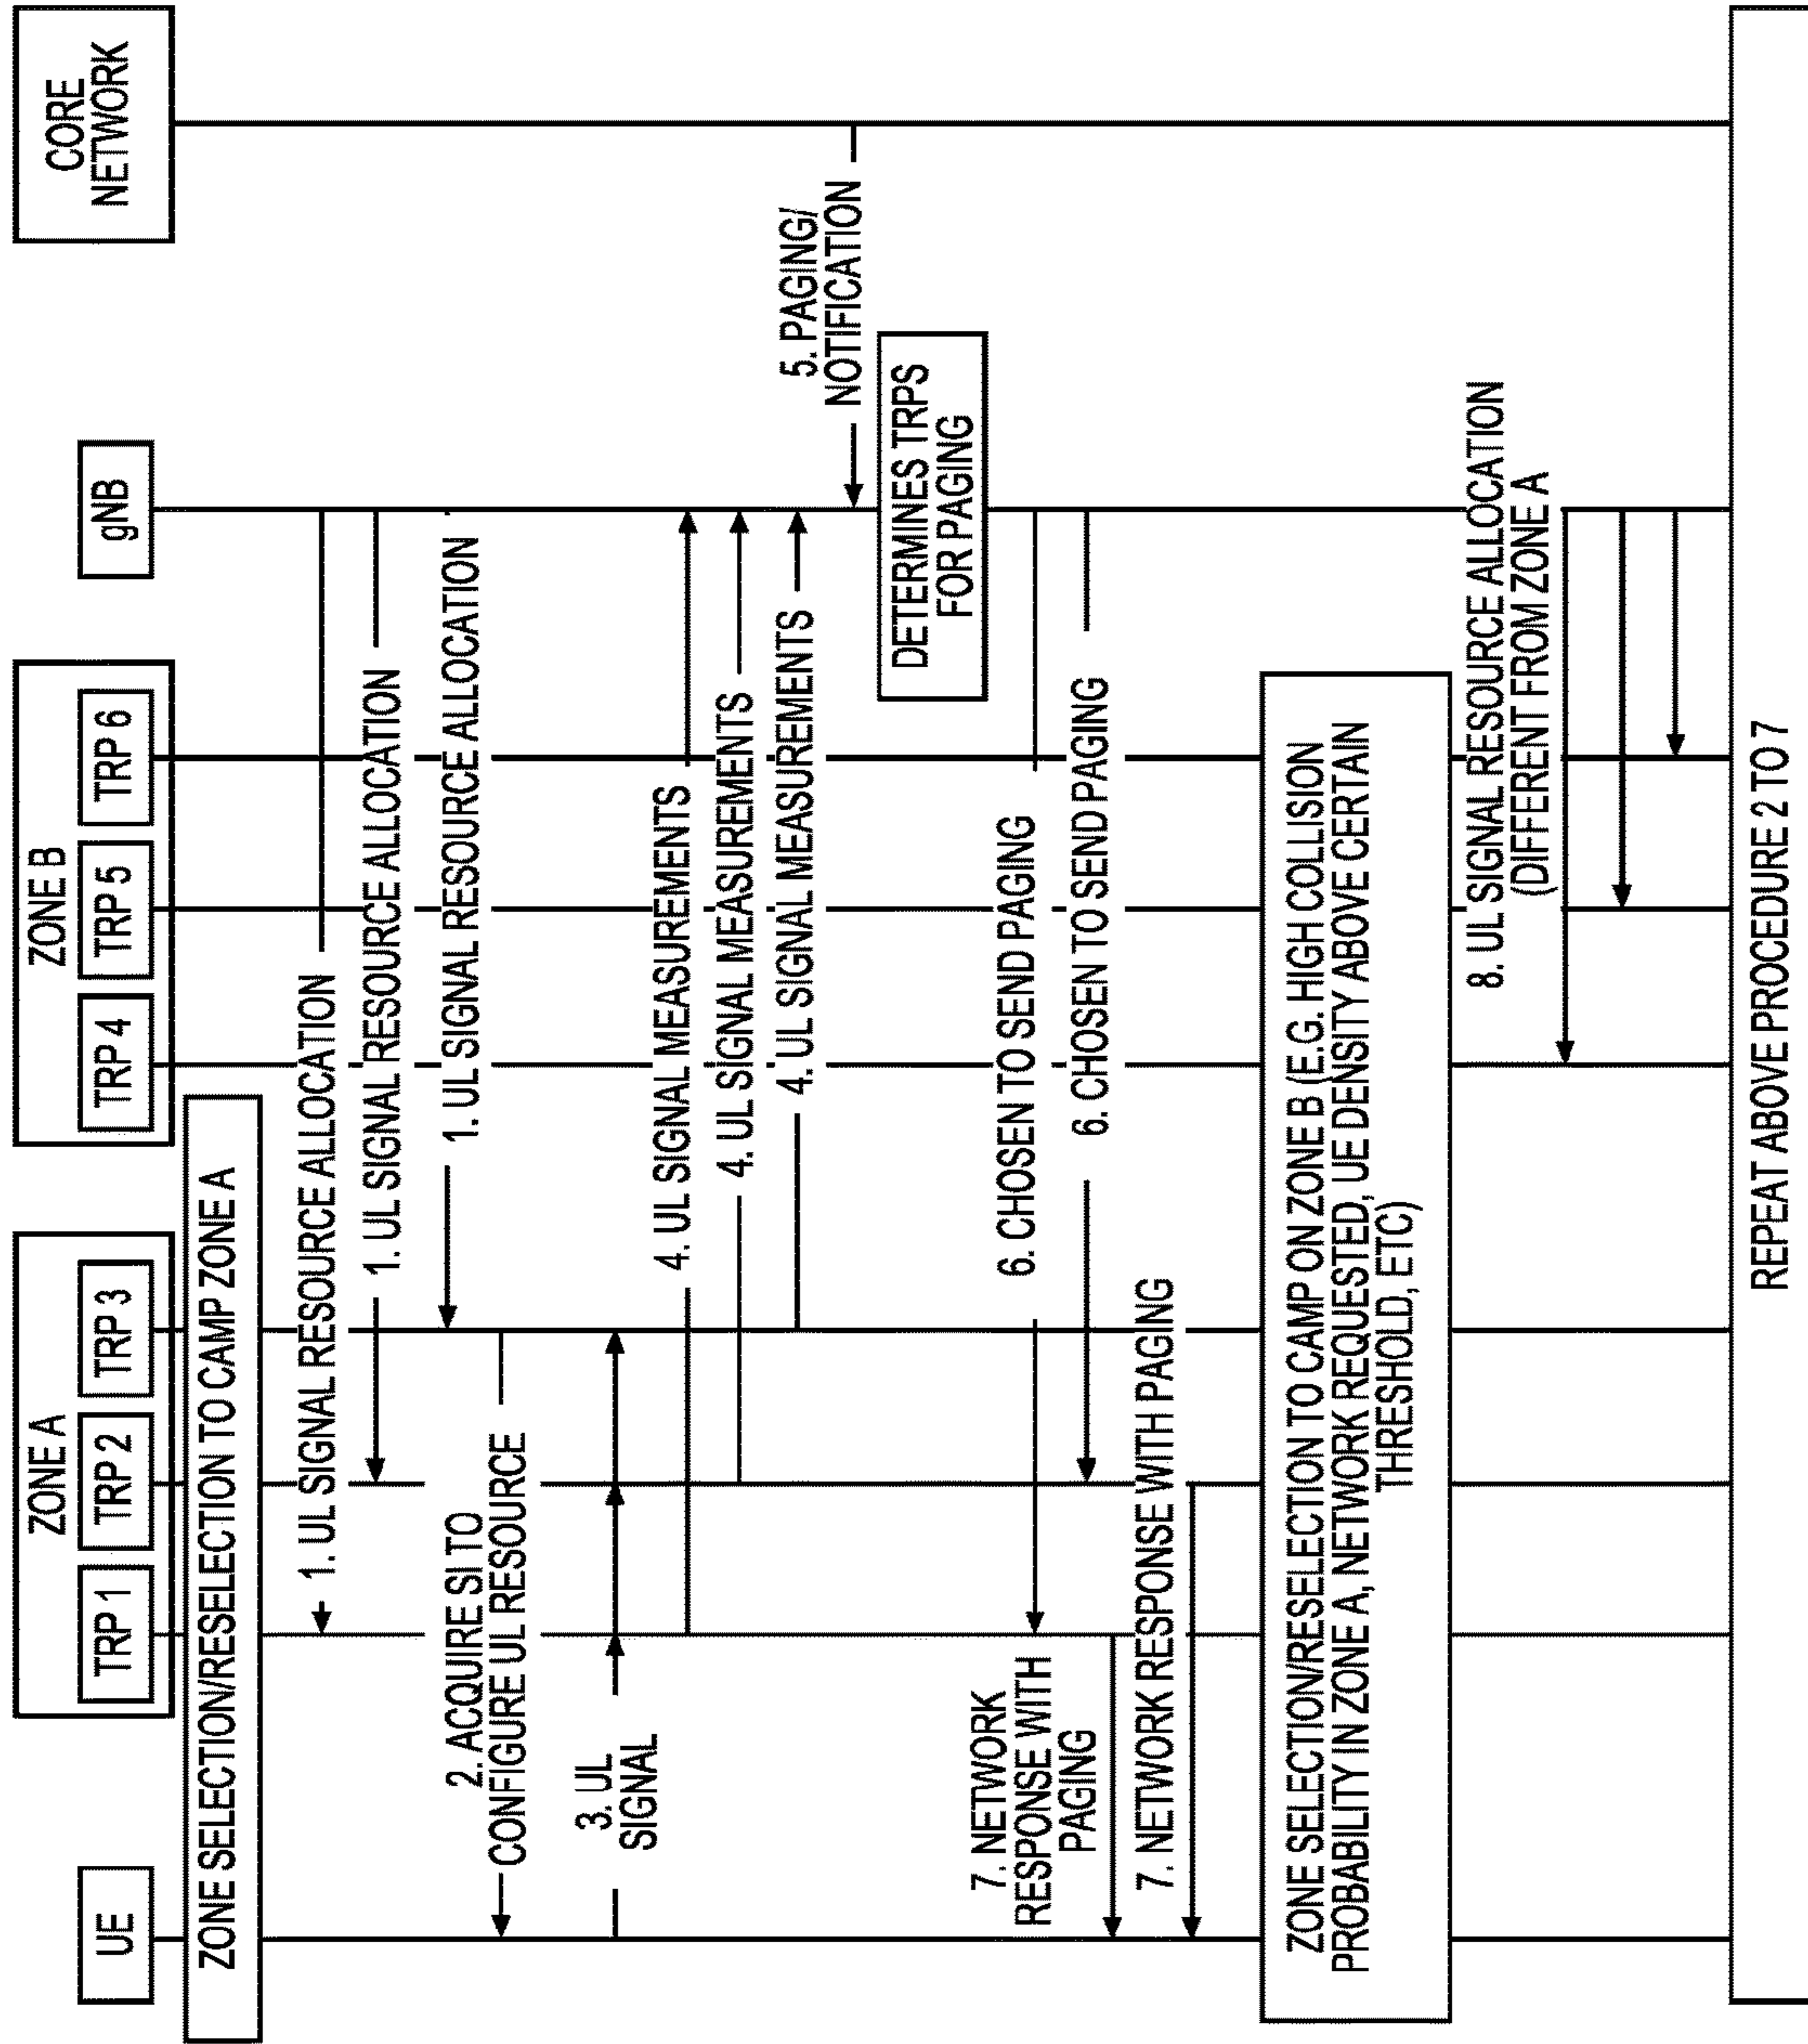 UE
ZONE A
TRP 1
TRP 2
TRP 3
ZONE B
TRP 4
TRP 5
TRP 6
gNB
CORE
NETWORK
ZONE SELECTION/RESELECTION TO CAMP ZONE A
1. UL SIGNAL RESOURCE ALLOCATION
1. UL SIGNAL RESOURCE ALLOCATION
1. UL SIGNAL RESOURCE ALLOCATION
2. ACQUIRE SI TO
CONFIGURE UL RESOURCE
3. UL
SIGNAL
4. UL SIGNAL MEASUREMENTS
4. UL SIGNAL MEASUREMENTS
4. UL SIGNAL MEASUREMENTS
5. PAGING/
NOTIFICATION
DETERMINES TRPS
FOR PAGING
6. CHOSEN TO SEND PAGING
6. CHOSEN TO SEND PAGING
7. NETWORK
RESPONSE WITH
PAGING
7. NETWORK RESPONSE WITH PAGING
ZONE SELECTION/RESELECTION TO CAMP ON ZONE B (E.G. HIGH COLLISION
PROBABILITY IN ZONE A, NETWORK REQUESTED, UE DENSITY ABOVE CERTAIN
THRESHOLD, ETC)
8. UL SIGNAL RESOURCE ALLOCATION
(DIFFERENT FROM ZONE A
REPEAT ABOVE PROCEDURE 2 TO 7